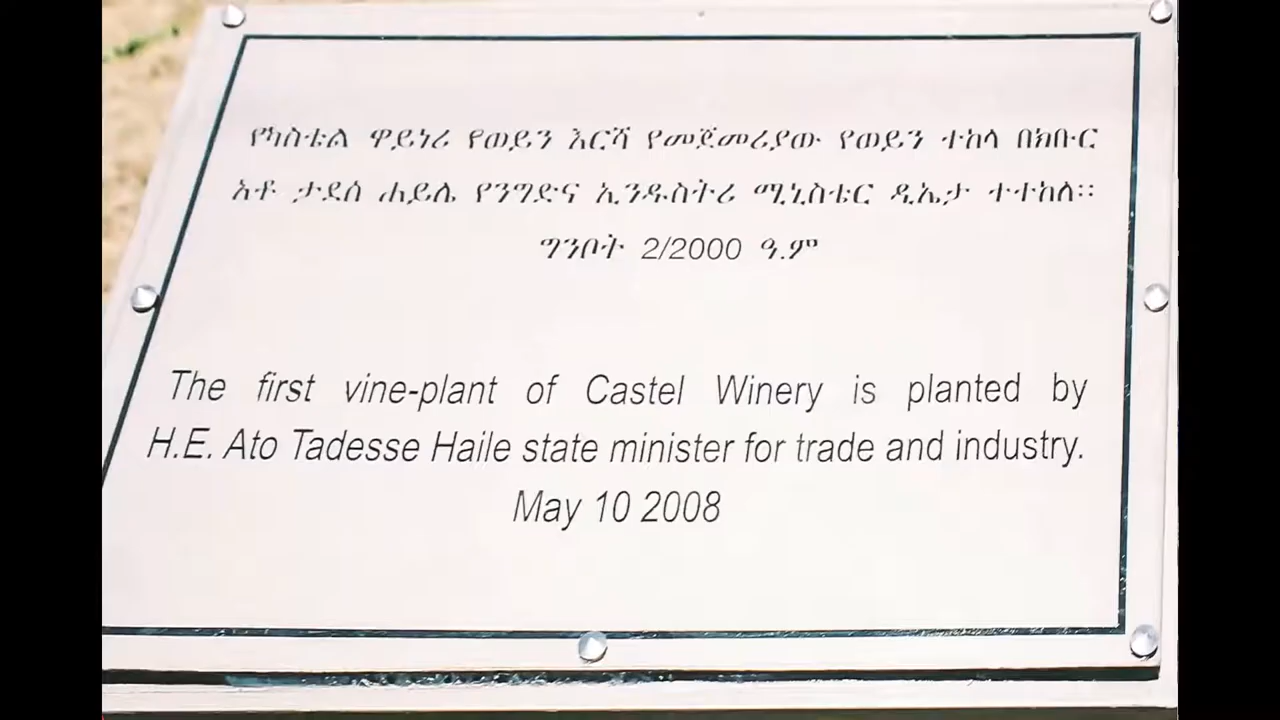 የካስቴል ዋይነሪ የወይን እርሻ የመጀመሪያው የወይን ተከላ በክቡር
አቶ ታደሰ ሐይሌ የንግድና ኢንዱስትሪ ሚኒስቴር ዲኤታ ተተከለ።
ግንቦት 2/2000 ዓ.ም
The first vine-plant of Castel Winery is planted by
H.E. Ato Tadesse Haile state minister for trade and industry.
May 10 2008